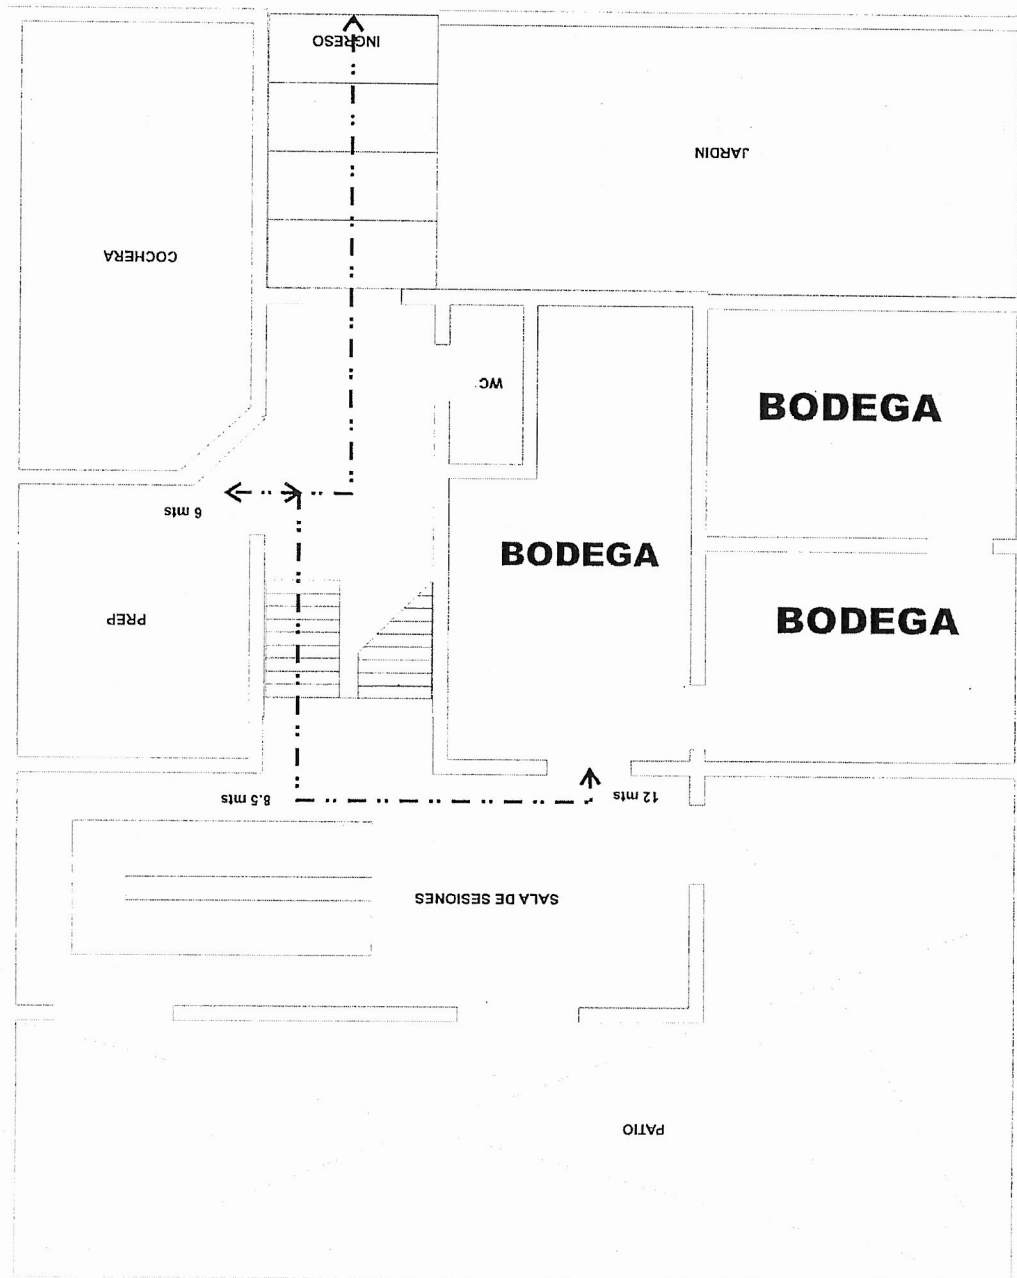 INGRESO
JARDIN
COCHERA
WC
BODEGA
6 mts
BODEGA
PREP
BODEGA
8.5 mts
12 mts
SALA DE SESIONES
PATIO